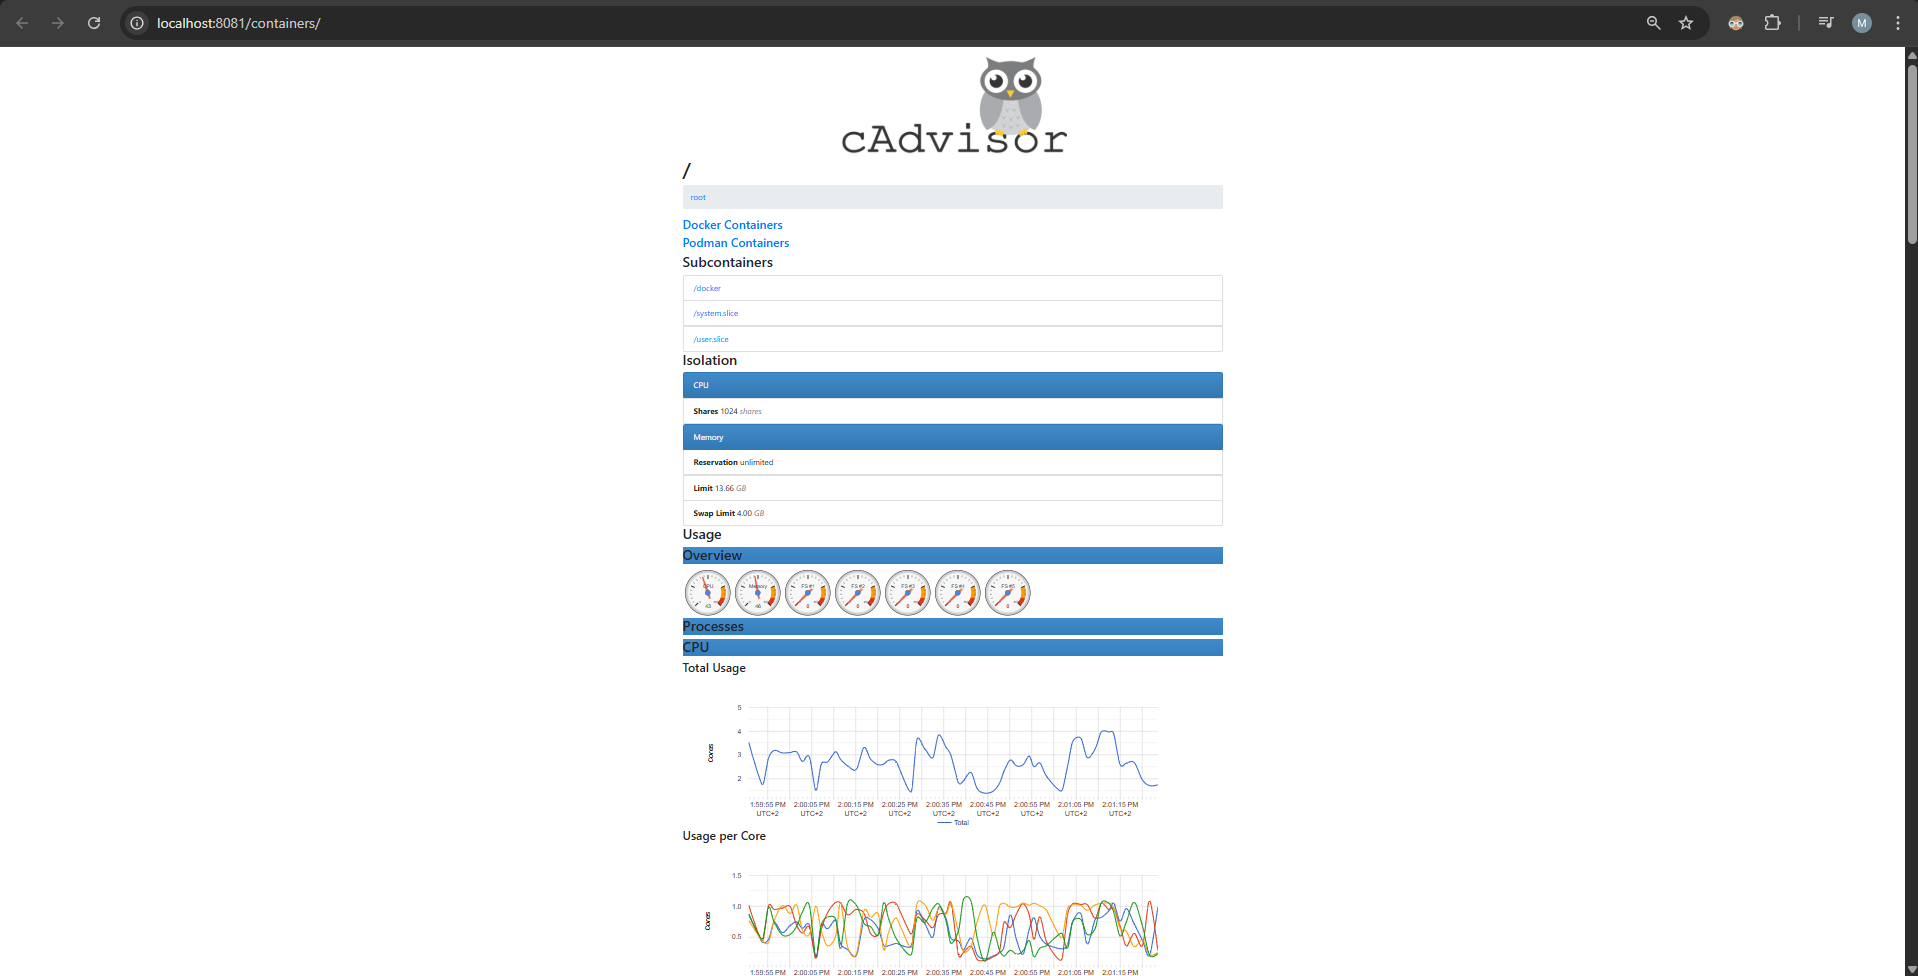 localhost:8081/containers/
M
cAdvisor
/
root
Docker Containers
Podman Containers
Subcontainers
/docker
/system.slice
/user.slice
Isolation
CPU
Shares 1024 shares
Memory
Reservation unlimited
Limit 13.66 GB
Swap Limit 4.00 GB
Usage
Overview
CPU Memory FS #1 FS #2 FS #3 FS #4 FS #5
43 46 0 0 0 0 0
Processes
CPU
Total Usage
5
4
3
2
Cores
1:59:55 PM 2:00:05 PM 2:00:15 PM 2:00:25 PM 2:00:35 PM 2:00:45 PM 2:00:55 PM 2:01:05 PM 2:01:15 PM
UTC+2 UTC+2 UTC+2 UTC+2 UTC+2 UTC+2 UTC+2 UTC+2 UTC+2
Total
Usage per Core
1.5
1.0
0.5
Cores
1:59:55 PM 2:00:05 PM 2:00:15 PM 2:00:25 PM 2:00:35 PM 2:00:45 PM 2:00:55 PM 2:01:05 PM 2:01:15 PM